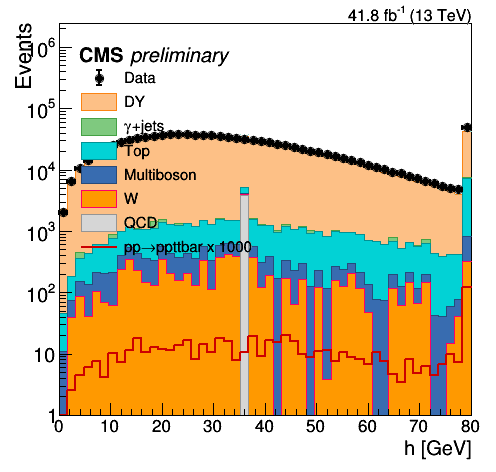 41.8 fb⁻¹ (13 TeV)
Events
CMS preliminary
Data
DY
γ+jets
Top
Multiboson
W
QCD
pp→ppttbar x 1000
10⁶
10⁵
10⁴
10³
10²
10
1
0 10 20 30 40 50 60 70 80
h [GeV]